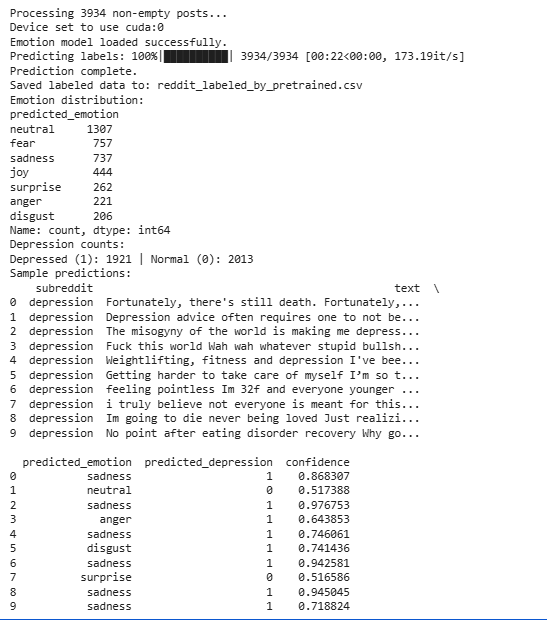 Processing 3934 non-empty posts...
Device set to use cuda:0
Emotion model loaded successfully.
Predicting labels: 100%|██████████| 3934/3934 [00:22<00:00, 173.19it/s]
Prediction complete.
Saved labeled data to: reddit_labeled_by_pretrained.csv
Emotion distribution:
predicted_emotion
neutral     1307
fear         757
sadness      737
joy          444
surprise     262
anger        221
disgust      206
Name: count, dtype: int64
Depression counts:
Depressed (1): 1921 | Normal (0): 2013
Sample predictions:
    subreddit                                               text  \
0  depression  Fortunately, there's still death. Fortunately,...
1  depression  Depression advice often requires one to not be...
2  depression  The misogyny of the world is making me depress...
3  depression  Fuck this world Wah wah whatever stupid bullsh...
4  depression  Weightlifting, fitness and depression I've bee...
5  depression  Getting harder to take care of myself I’m so t...
6  depression  feeling pointless Im 32f and everyone younger ...
7  depression  i truly believe not everyone is meant for this...
8  depression  Im going to die never being loved Just realizi...
9  depression  No point after eating disorder recovery Why go...
  predicted_emotion  predicted_depression  confidence
0           sadness                     1    0.868307
1           neutral                     0    0.517388
2           sadness                     1    0.976753
3             anger                     1    0.643853
4           sadness                     1    0.746061
5           disgust                     1    0.741436
6           sadness                     1    0.942581
7          surprise                     0    0.516586
8           sadness                     1    0.945045
9           sadness                     1    0.718824